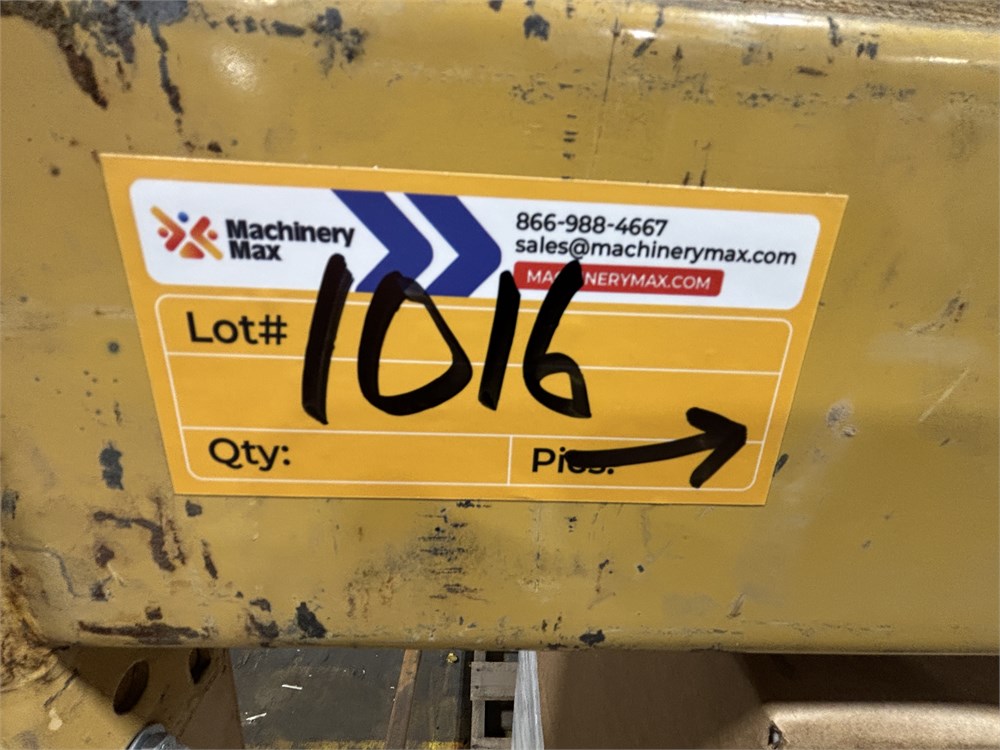 Machinery
Max
866-988-4667
sales@machinerymax.com
MACHINERYMAX.COM
Lot# 1016
Qty:
Pics: